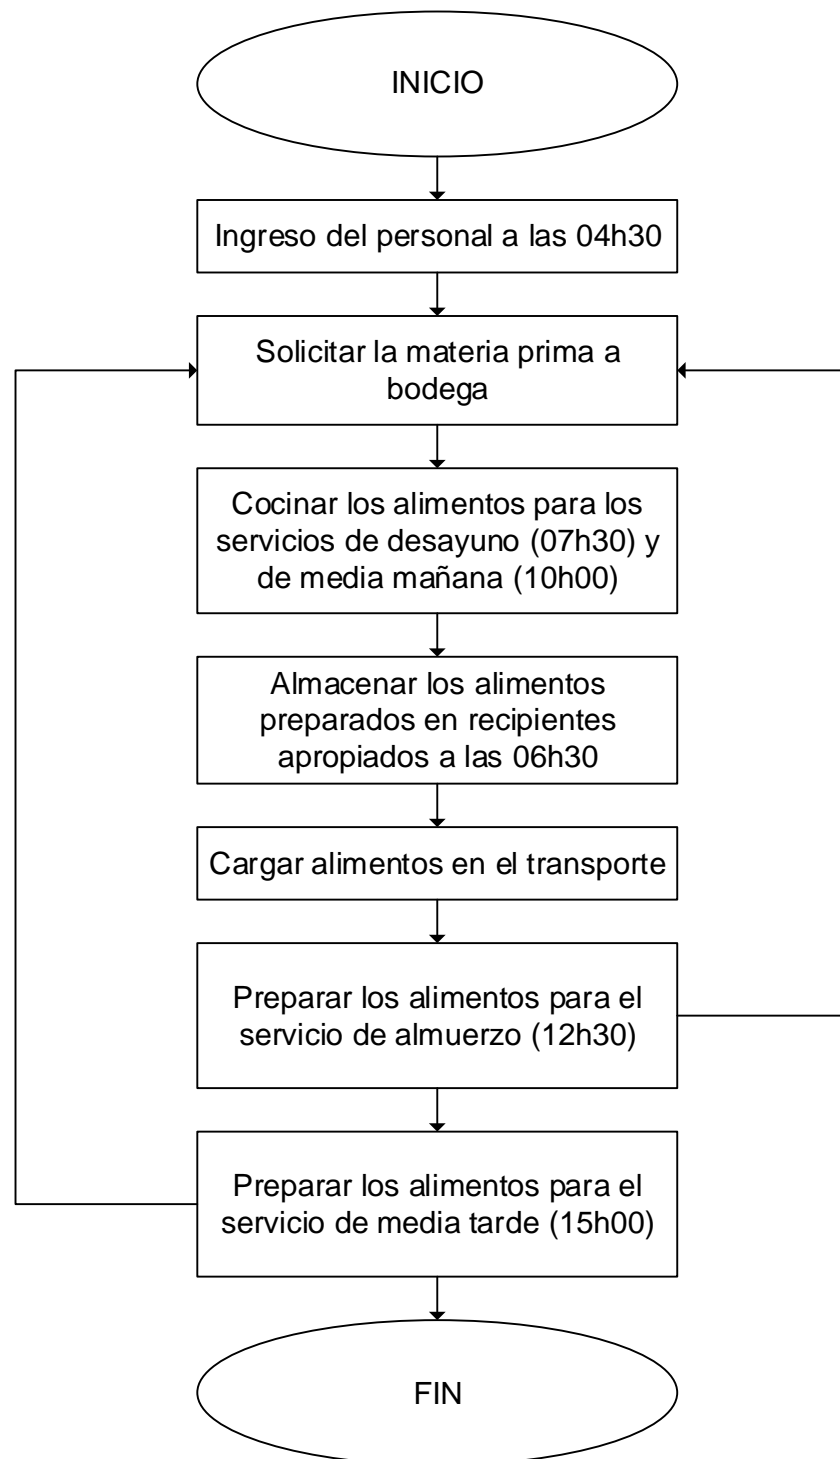 INICIO
Ingreso del personal a las 04h30
Solicitar la materia prima a
bodega
Cocinar los alimentos para los
servicios de desayuno (07h30) y
de media mañana (10h00)
Almacenar los alimentos
preparados en recipientes
apropiados a las 06h30
Cargar alimentos en el transporte
Preparar los alimentos para el
servicio de almuerzo (12h30)
Preparar los alimentos para el
servicio de media tarde (15h00)
FIN